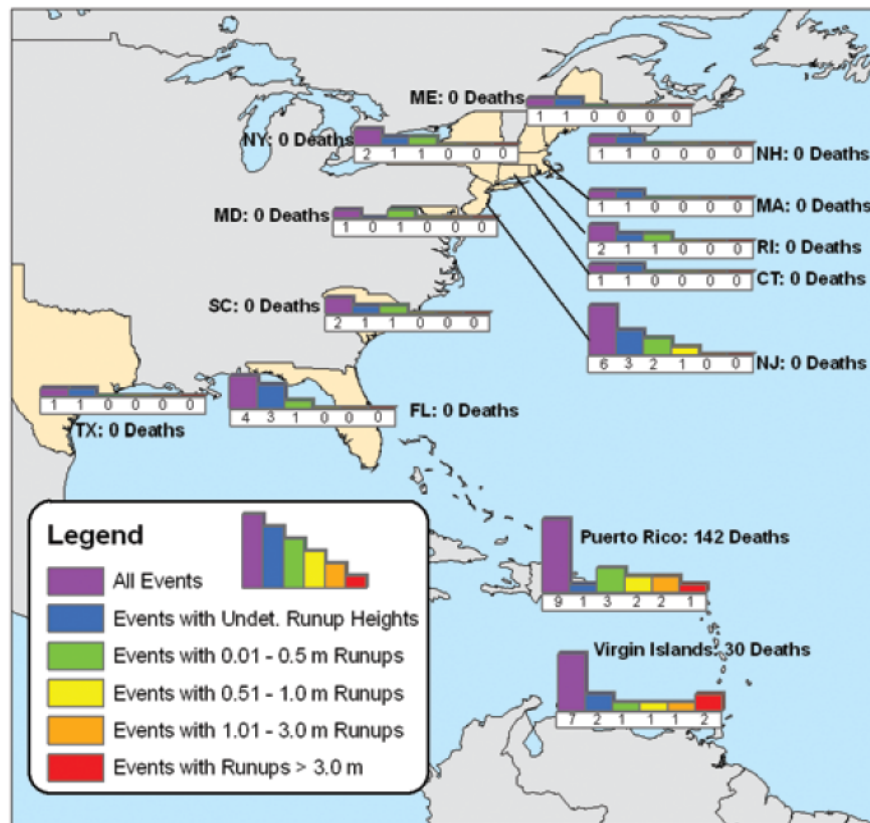 ME: 0 Deaths
1 1 0 0 0 0
NY: 0 Deaths
2 1 1 0 0 0
NH: 0 Deaths
1 1 0 0 0 0
MD: 0 Deaths
1 0 1 0 0 0
MA: 0 Deaths
1 1 0 0 0 0
RI: 0 Deaths
2 1 1 0 0 0
CT: 0 Deaths
1 1 0 0 0 0
SC: 0 Deaths
2 1 1 0 0 0
NJ: 0 Deaths
6 3 2 1 0 0
TX: 0 Deaths
1 1 0 0 0 0
FL: 0 Deaths
4 3 1 0 0 0
Puerto Rico: 142 Deaths
9 1 3 2 2 1
Virgin Islands: 30 Deaths
7 2 1 1 1 2
Legend
All Events
Events with Undet. Runup Heights
Events with 0.01 - 0.5 m Runups
Events with 0.51 - 1.0 m Runups
Events with 1.01 - 3.0 m Runups
Events with Runups > 3.0 m